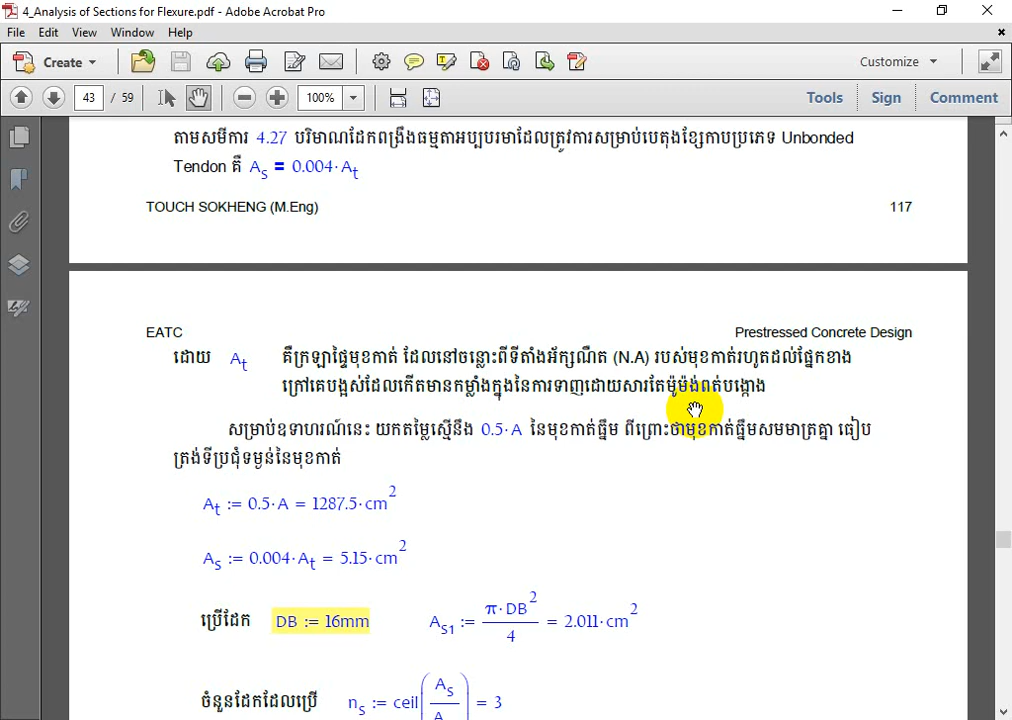 4_Analysis of Sections for Flexure.pdf - Adobe Acrobat Pro
File Edit View Window Help
Create Customize
43 / 59 100% Tools Sign Comment
តាមសមីការ 4.27 បរិមាណដែកពង្រឹងធម្មតាអប្បបរមាដែលត្រូវការសម្រាប់បេតុងខ្សែកាបប្រភេទ Unbonded
Tendon គឺ As = 0.004·At
TOUCH SOKHENG (M.Eng) 117
EATC Prestressed Concrete Design
ដោយ At គឺក្រឡាផ្ទៃមុខកាត់ ដែលនៅចន្លោះពីទីតាំងអ័ក្សណឺត (N.A) របស់មុខកាត់រហូតដល់ផ្នែកខាង
ក្រៅគេបង្អស់ដែលកើតមានកម្លាំងក្នុងនៃការទាញដោយសារតែម៉ូម៉ង់ពត់បង្កោង
សម្រាប់ឧទាហរណ៍នេះ យកតម្លៃស្មើនឹង 0.5·A នៃមុខកាត់ធ្នឹម ពីព្រោះថាមុខកាត់ធ្នឹមសមមាត្រគ្នា ធៀប
ត្រង់ទីប្រជុំទម្ងន់នៃមុខកាត់
At := 0.5·A = 1287.5·cm²
As := 0.004·At = 5.15·cm²
ប្រើដែក DB := 16mm As1 := π·DB²/4 = 2.011·cm²
ចំនួនដែកដែលប្រើ ns := ceil(As/A) = 3